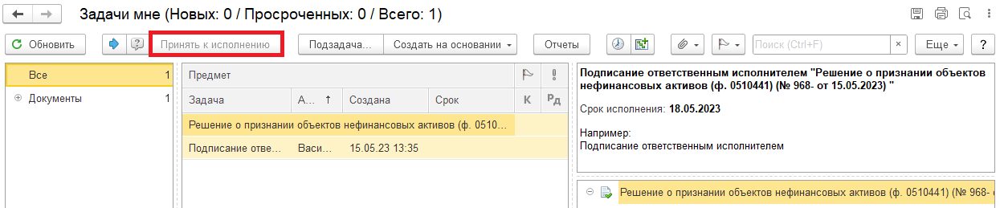 Задачи мне (Новых: 0 / Просроченных: 0 / Всего: 1)
Обновить Принять к исполнению Подзадача... Создать на основании Отчеты Поиск (Ctrl+F) × Еще ?
Все 1
Документы 1
Предмет
Задача А... ↑ Создана Срок К Рд
Решение о признании объектов нефинансовых активов (ф. 0510...
Подписание отве... Васи... 15.05.23 13:35
Подписание ответственным исполнителем "Решение о признании объектов
нефинансовых активов (ф. 0510441) (№ 968- от 15.05.2023) "
Срок исполнения: 18.05.2023
Например:
Подписание ответственным исполнителем
Решение о признании объектов нефинансовых активов (ф. 0510441) (№ 968-